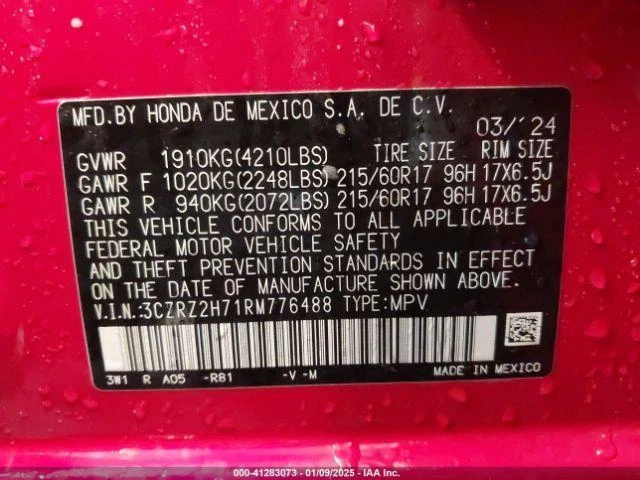 MFD. BY HONDA DE MEXICO S.A. DE C.V.
03/'24
GVWR 1910KG(4210LBS) TIRE SIZE RIM SIZE
GAWR F 1020KG(2248LBS) 215/60R17 96H 17X6.5J
GAWR R 940KG(2072LBS) 215/60R17 96H 17X6.5J
THIS VEHICLE CONFORMS TO ALL APPLICABLE
FEDERAL MOTOR VEHICLE SAFETY
AND THEFT PREVENTION STANDARDS IN EFFECT
ON THE DATE OF MANUFACTURE SHOWN ABOVE.
V.I.N.:3CZRZ2H71RM776488 TYPE:MPV
3W1 R A05 -R81 -V -M
MADE IN MEXICO
000-41283073 / 01/09/2025 / IAA Inc.